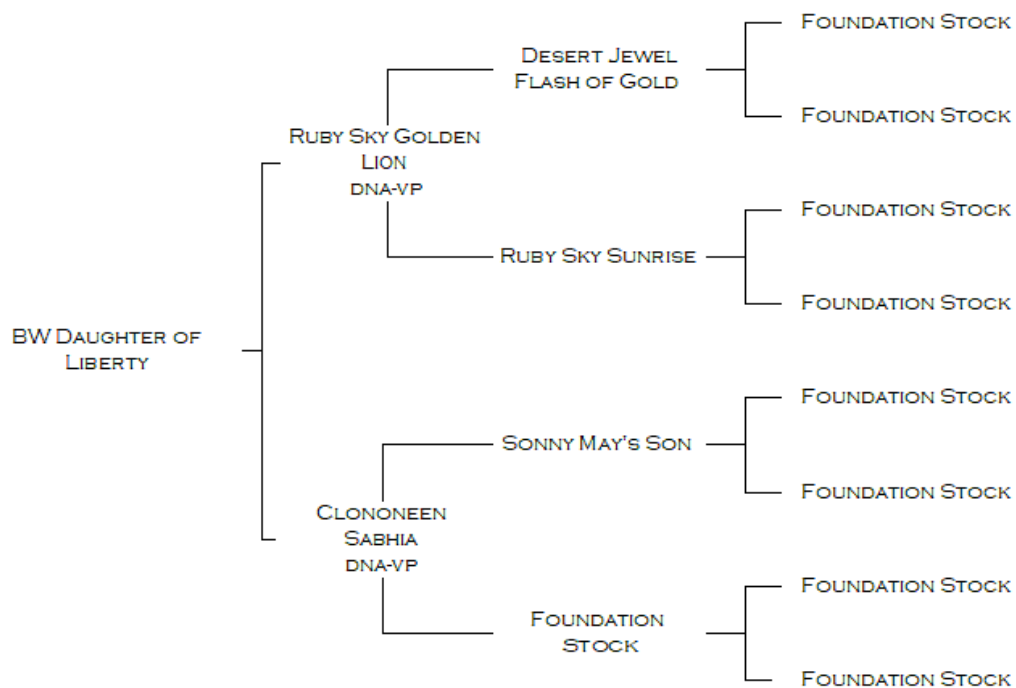 Foundation Stock
Desert Jewel
Flash of Gold
Foundation Stock
Ruby Sky Golden
Lion
DNA-VP
Foundation Stock
Ruby Sky Sunrise
Foundation Stock
BW Daughter of
Liberty
Foundation Stock
Sonny May's Son
Foundation Stock
Clononeen
Sabhia
DNA-VP
Foundation Stock
Foundation
Stock
Foundation Stock